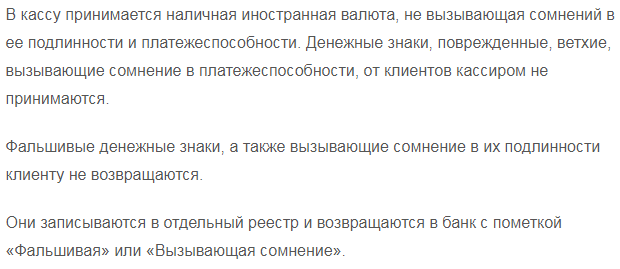 В кассу принимается наличная иностранная валюта, не вызывающая сомнений в
ее подлинности и платежеспособности. Денежные знаки, поврежденные, ветхие,
вызывающие сомнение в платежеспособности, от клиентов кассиром не
принимаются.
Фальшивые денежные знаки, а также вызывающие сомнение в их подлинности
клиенту не возвращаются.
Они записываются в отдельный реестр и возвращаются в банк с пометкой
«Фальшивая» или «Вызывающая сомнение».